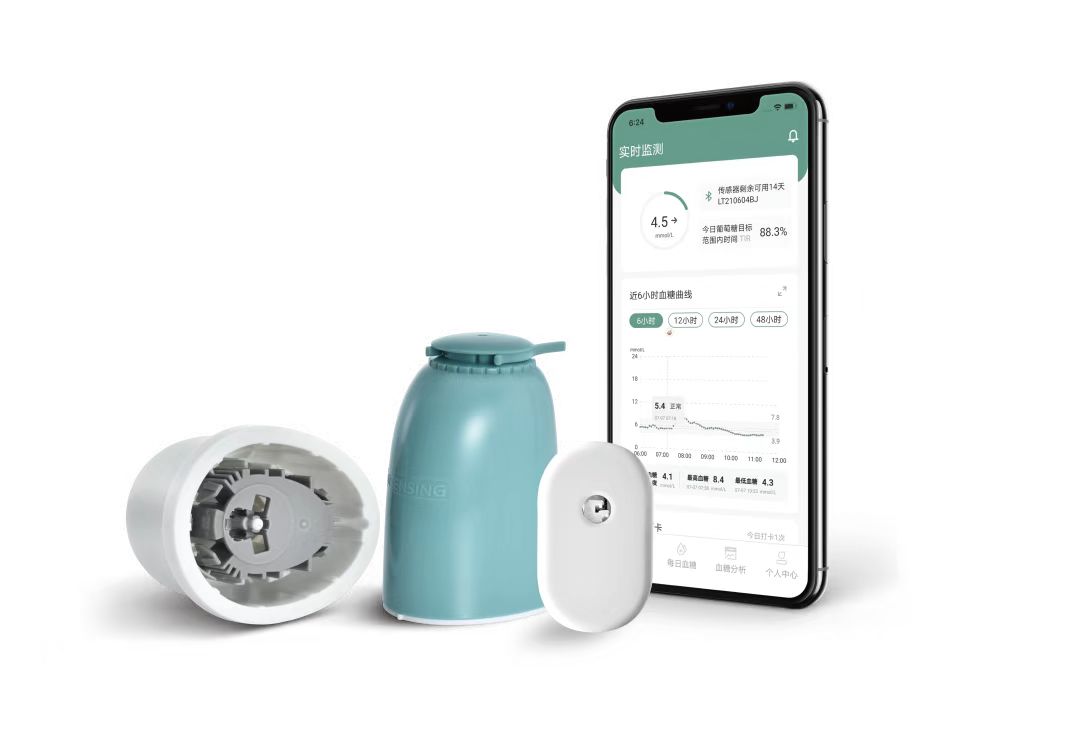 6:24
实时监测
4.5
mmol/L
传感器剩余可用14天
LT210604BJ
今日葡萄糖目标
范围内时间 TIR
88.3%
近6小时血糖曲线
6小时
12小时
24小时
48小时
mmol/L
24
18
12
6
0
5.4 正常
7.8
3.9
06:00
07:00
08:00
09:00
10:00
11:00
12:00
4.1
mmol/L
最高血糖 8.4
mmol/L
最低血糖 4.3
mmol/L
卡
今日打卡1次
每日血糖
血糖分析
个人中心
ENSING